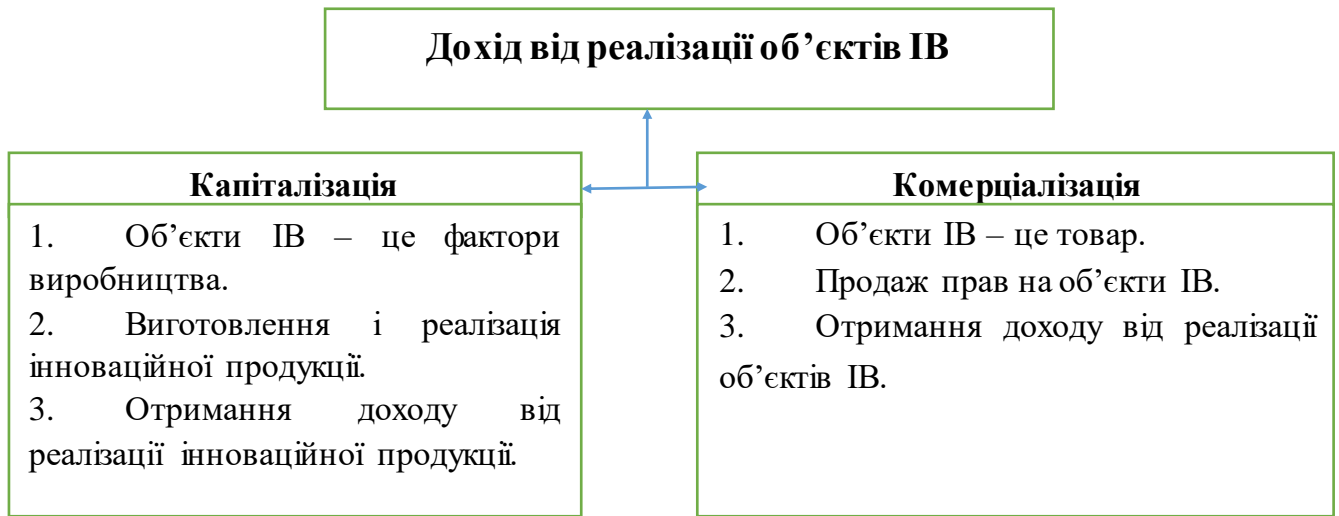 Дохід від реалізації об’єктів ІВ
Капіталізація
1. Об’єкти ІВ – це фактори
виробництва.
2. Виготовлення і реалізація
інноваційної продукції.
3. Отримання доходу від
реалізації інноваційної продукції.
Комерціалізація
1. Об’єкти ІВ – це товар.
2. Продаж прав на об’єкти ІВ.
3. Отримання доходу від реалізації
об’єктів ІВ.